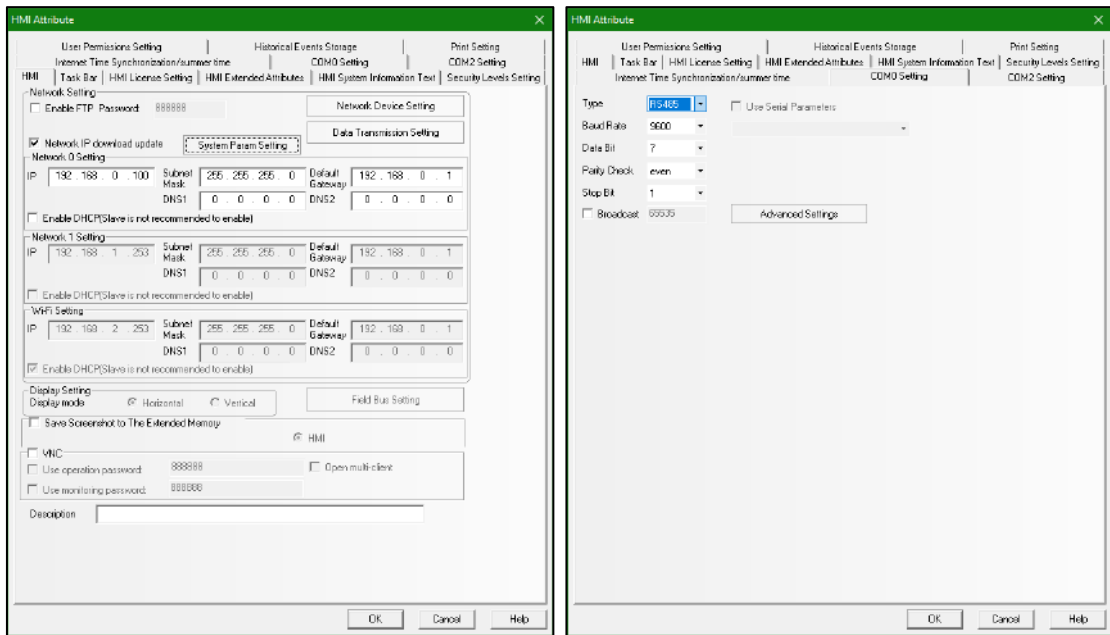 HMI Attribute
User Permissions Setting Historical Events Storage Print Setting
Internet Time Synchronization/summer time COM0 Setting COM2 Setting
HMI Task Bar HMI License Setting HMI Extended Attributes HMI System Information Text Security Levels Setting
Network Setting
Enable FTP Password: 888888 Network Device Setting
Data Transmission Setting
Network IP download update System Param Setting
Network 0 Setting
IP 192 . 168 . 0 . 100 Subnet Mask 255 . 255 . 255 . 0 Default Gateway 192 . 168 . 0 . 1
DNS1 0 . 0 . 0 . 0 DNS2 0 . 0 . 0 . 0
Enable DHCP(Slave is not recommended to enable)
Network 1 Setting
IP 192 . 168 . 1 . 253 Subnet Mask 255 . 255 . 255 . 0 Default Gateway 192 . 168 . 0 . 1
DNS1 0 . 0 . 0 . 0 DNS2 0 . 0 . 0 . 0
Enable DHCP(Slave is not recommended to enable)
Wi-Fi Setting
IP 192 . 168 . 2 . 253 Subnet Mask 255 . 255 . 255 . 0 Default Gateway 192 . 168 . 0 . 1
DNS1 0 . 0 . 0 . 0 DNS2 0 . 0 . 0 . 0
Enable DHCP(Slave is not recommended to enable)
Display Setting
Display mode Horizontal Vertical Field Bus Setting
Save Screenshot to The Extended Memory
HMI
VNC
Use operation password: 888888 Open multi-client
Use monitoring password: 888888
Description
OK Cancel Help
HMI Attribute
User Permissions Setting Historical Events Storage Print Setting
HMI Task Bar HMI License Setting HMI Extended Attributes HMI System Information Text Security Levels Setting
Internet Time Synchronization/summer time COM0 Setting COM2 Setting
Type RS485 Use Serial Parameters
Baud Rate 9600
Data Bit 7
Parity Check even
Stop Bit 1
Broadcast 65535 Advanced Settings
OK Cancel Help